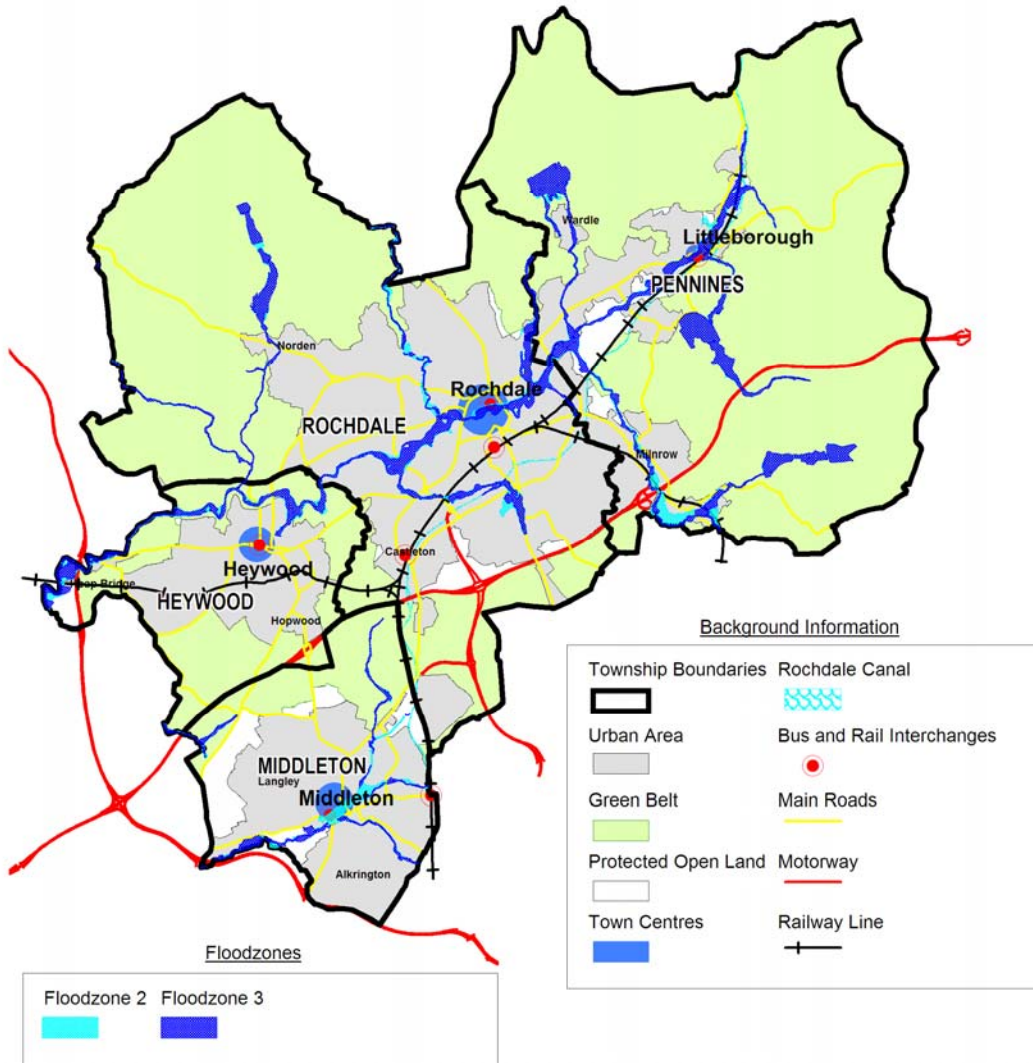 Wardle
Littleborough
PENNINES
Norden
Rochdale
ROCHDALE
Milnrow
Castleton
Heywood
Bridge
HEYWOOD
Hopwood
MIDDLETON
Langley
Middleton
Alkrington
Background Information
Township Boundaries Rochdale Canal
Urban Area Bus and Rail Interchanges
Green Belt Main Roads
Protected Open Land Motorway
Town Centres Railway Line
Floodzones
Floodzone 2 Floodzone 3